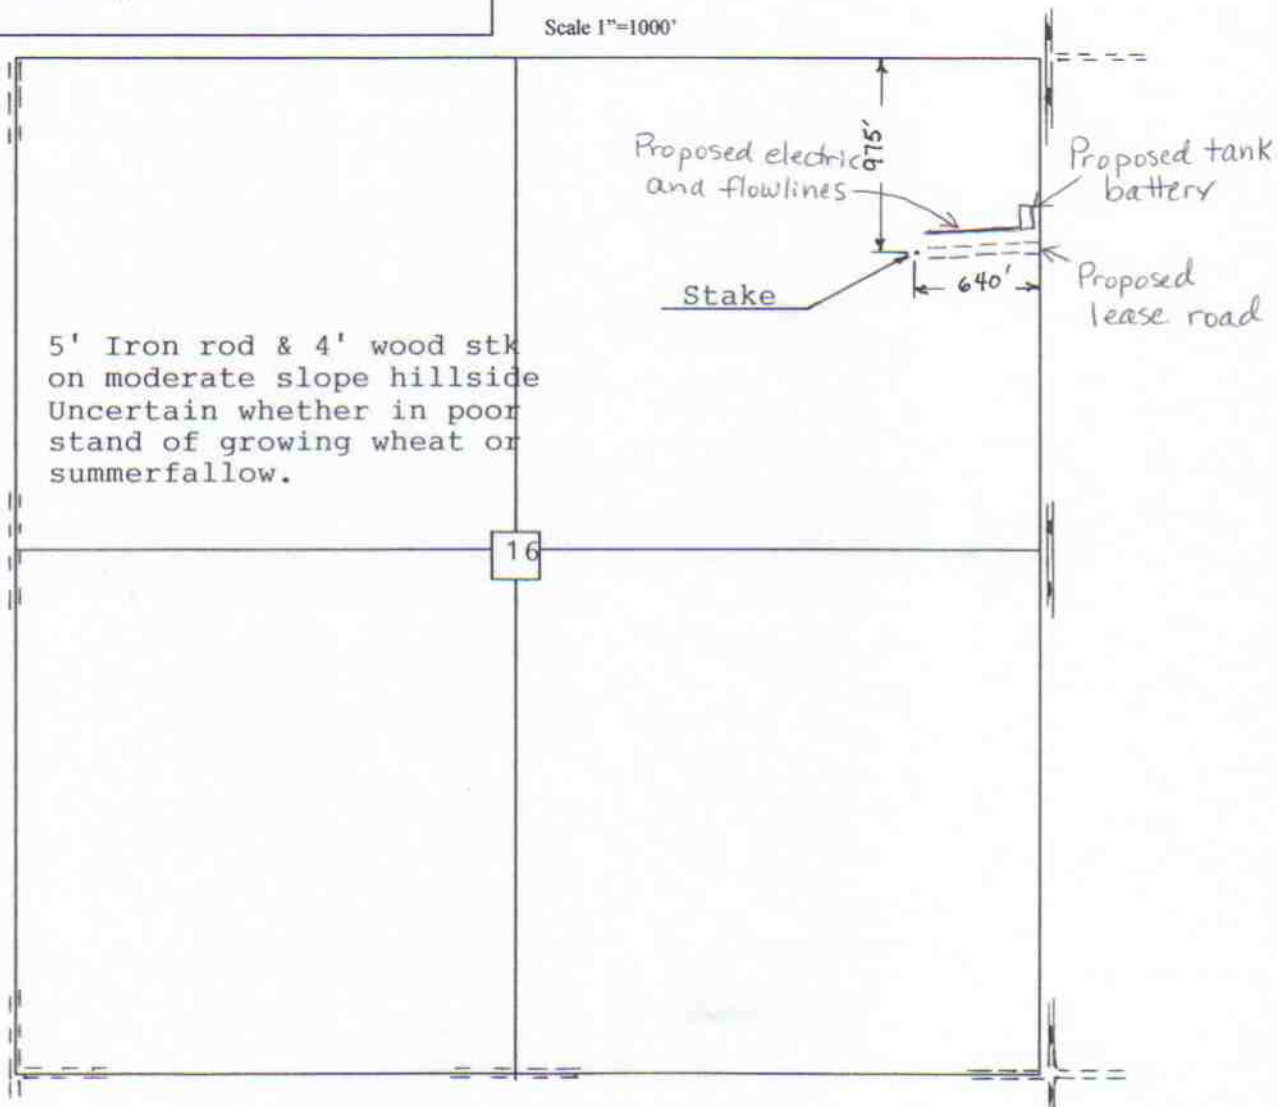 Scale 1"=1000'
975'
Proposed electric
and flowlines
Proposed tank
battery
Stake
640'
Proposed
lease road
5' Iron rod & 4' wood stk
on moderate slope hillside
Uncertain whether in poor
stand of growing wheat or
summerfallow.
16